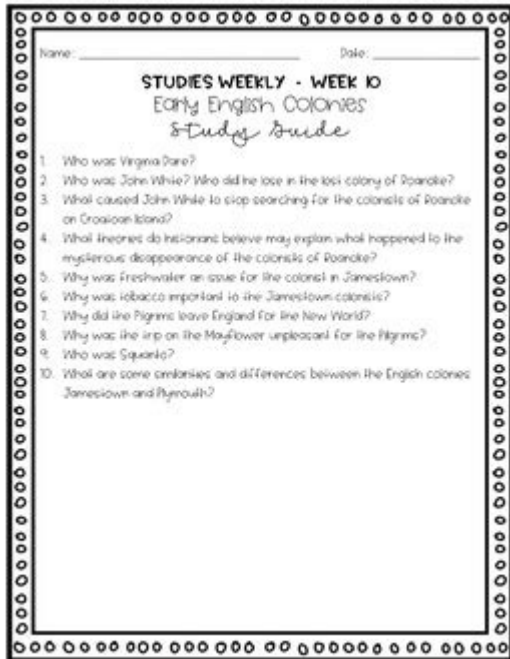 Name: Date:
STUDIES WEEKLY - WEEK 10
Early English Colonies
Study Guide
1. Who was Virginia Dare?
2. Who was John White? Who did he lose in the lost colony of Roanoke?
3. What caused John White to stop searching for the colonists of Roanoke
on Croatoan Island?
4. What theories do historians believe may explain what happened to the
mysterious disappearance of the colonists of Roanoke?
5. Why was freshwater an issue for the colonist in Jamestown?
6. Why was tobacco important to the Jamestown colonists?
7. Why did the Pilgrims leave England for the New World?
8. Why was the trip on the Mayflower unpleasant for the Pilgrims?
9. Who was Squanto?
10. What are some similarities and differences between the English colonies
Jamestown and Plymouth?